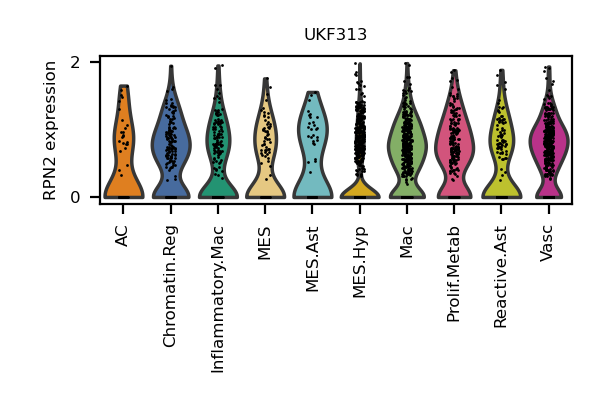 UKF313
RPN2 expression
2
0
AC
Chromatin.Reg
Inflammatory.Mac
MES
MES.Ast
MES.Hyp
Mac
Prolif.Metab
Reactive.Ast
Vasc